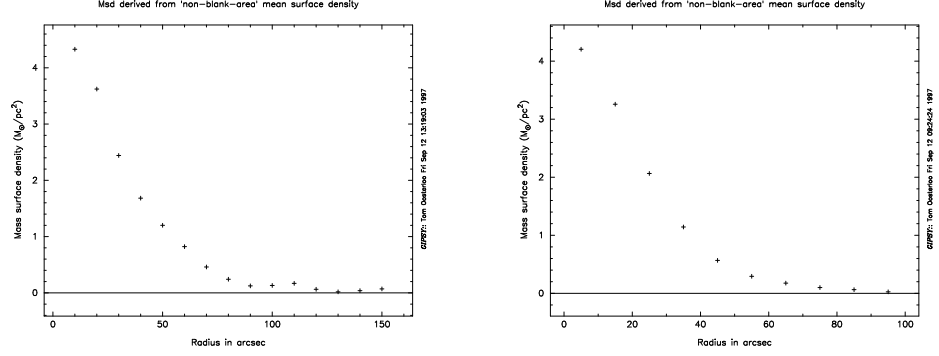 Msd derived from 'non-blank-area' mean surface density
Mass surface density (M⊙/pc²)
4
3
2
1
0
0 50 100 150
Radius in arcsec
GIPSY: Tom Oosterloo Fri Sep 12 13:19:03 1997
Msd derived from 'non-blank-area' mean surface density
Mass surface density (M⊙/pc²)
4
3
2
1
0
0 20 40 60 80 100
Radius in arcsec
GIPSY: Tom Oosterloo Fri Sep 12 09:24:24 1997